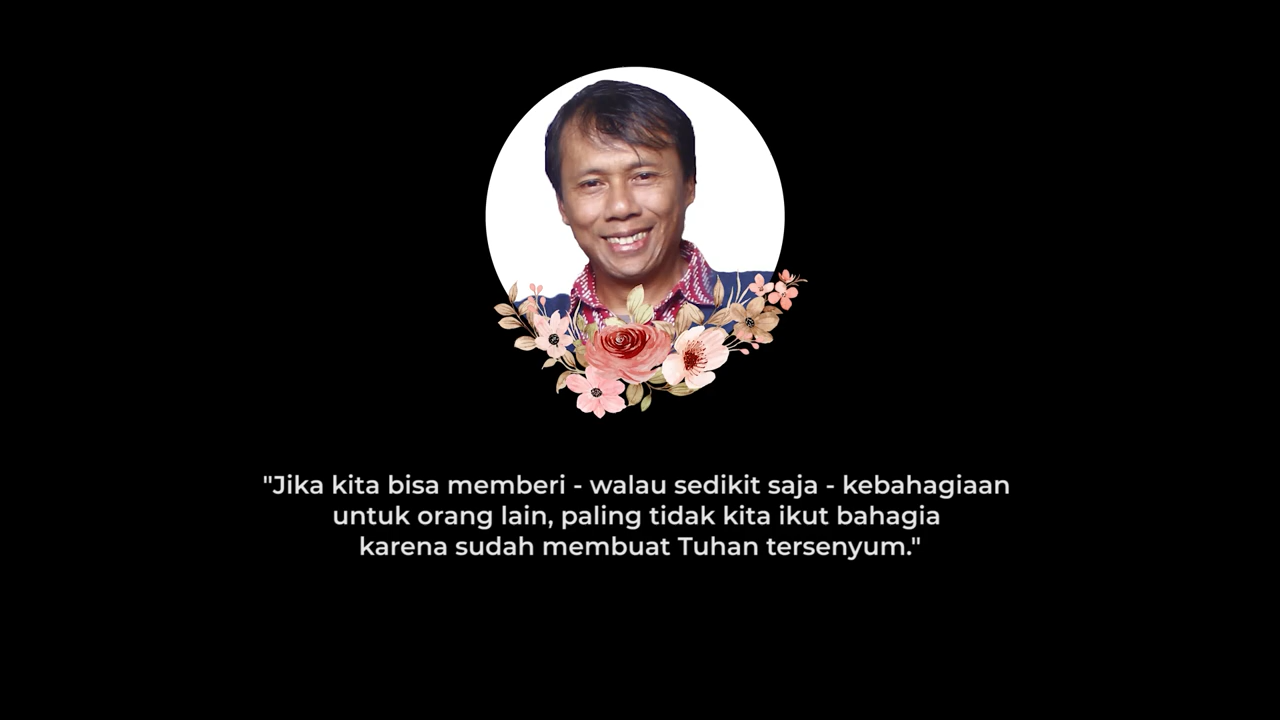 "Jika kita bisa memberi - walau sedikit saja - kebahagiaan
untuk orang lain, paling tidak kita ikut bahagia
karena sudah membuat Tuhan tersenyum."